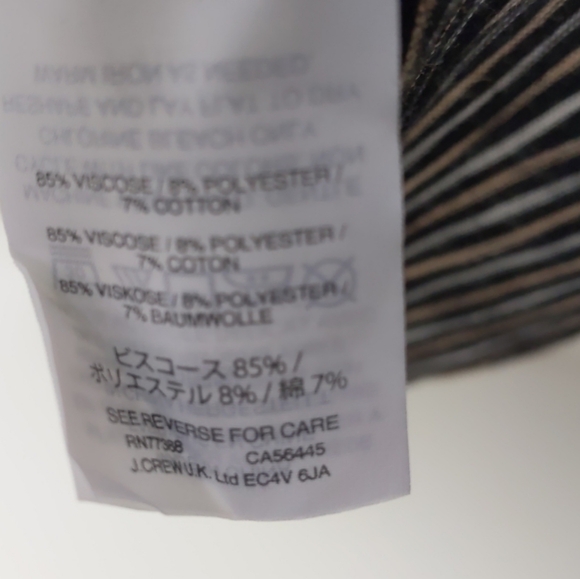 85% VISCOSE / 8% POLYESTER /
7% COTTON
85% VISCOSE / 8% POLYESTER /
7% COTON
85% VISKOSE / 8% POLYESTER /
7% BAUMWOLLE
ビスコース 85% /
ポリエステル 8% / 綿 7%
SEE REVERSE FOR CARE
RN77388 CA56445
J.CREW U.K. Ltd EC4V 6JA